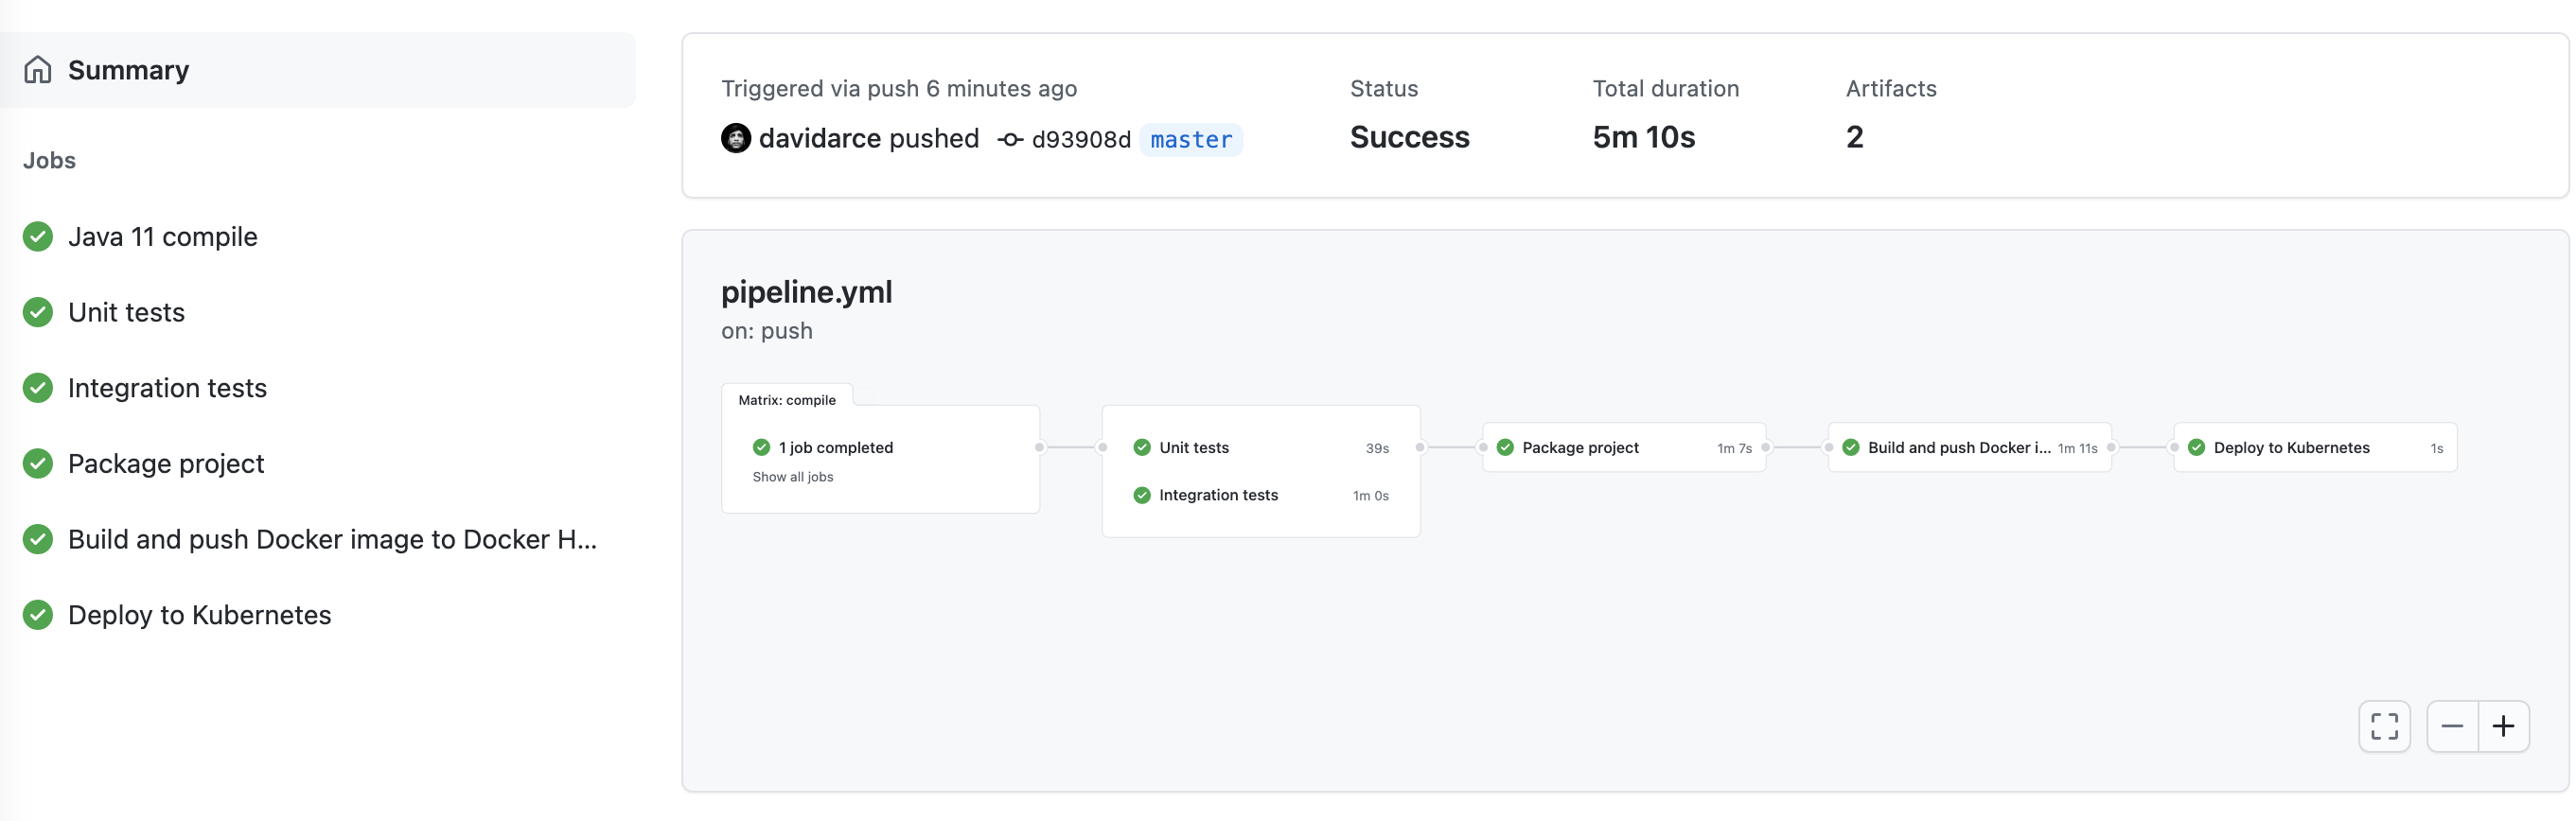 Summary
Jobs
Java 11 compile
Unit tests
Integration tests
Package project
Build and push Docker image to Docker H...
Deploy to Kubernetes
Triggered via push 6 minutes ago
davidarce pushed d93908d master
Status
Success
Total duration
5m 10s
Artifacts
2
pipeline.yml
on: push
Matrix: compile
1 job completed
Show all jobs
Unit tests 39s
Integration tests 1m 0s
Package project 1m 7s
Build and push Docker i... 1m 11s
Deploy to Kubernetes 1s